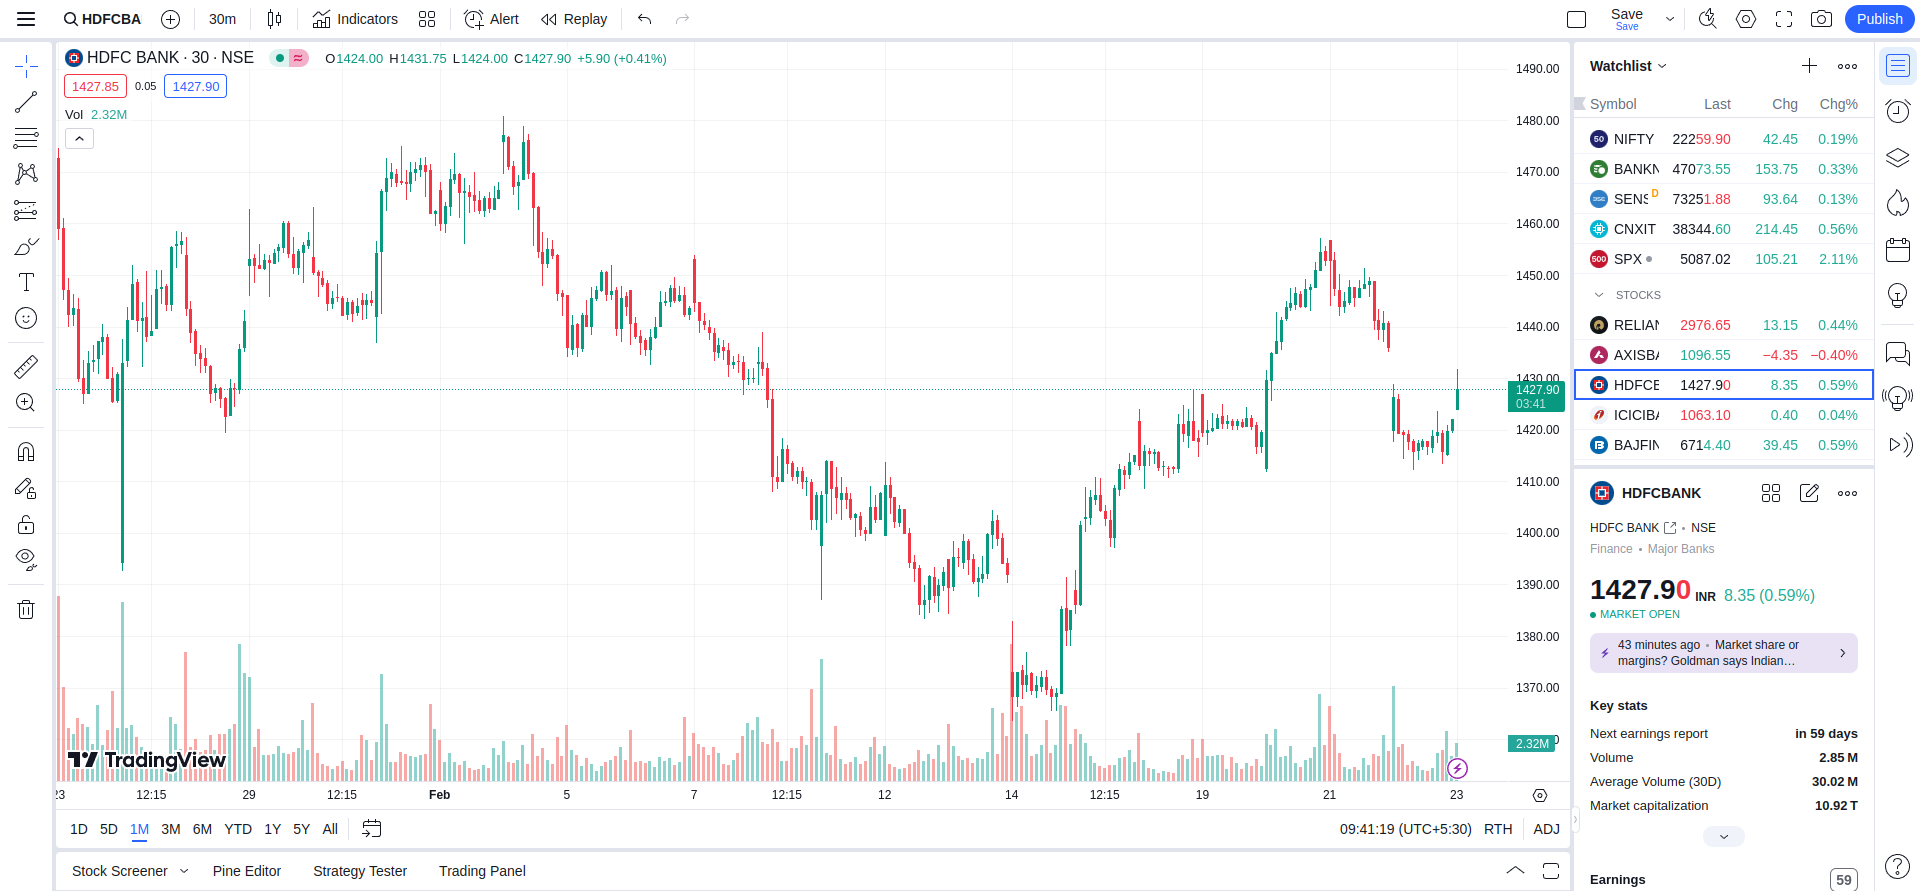 HDFCBA
30m
Indicators
Alert
Replay
Save
Save
Publish
HDFC BANK · 30 · NSE
O1424.00 H1431.75 L1424.00 C1427.90 +5.90 (+0.41%)
1427.85 0.05 1427.90
Vol 2.32M
1490.00
1480.00
1470.00
1460.00
1450.00
1440.00
1430.00
1427.90
03:41
1420.00
1410.00
1400.00
1390.00
1380.00
1370.00
2.32M
TradingView
23 12:15 29 12:15 Feb 5 7 12:15 12 14 12:15 19 21 23
1D 5D 1M 3M 6M YTD 1Y 5Y All
09:41:19 (UTC+5:30) RTH ADJ
Stock Screener Pine Editor Strategy Tester Trading Panel
Watchlist
Symbol Last Chg Chg%
50 NIFTY 22259.90 42.45 0.19%
BANKN 47073.55 153.75 0.33%
SENS D 73251.88 93.64 0.13%
CNXIT 38344.60 214.45 0.56%
500 SPX 5087.02 105.21 2.11%
STOCKS
RELIAN 2976.65 13.15 0.44%
AXISBA 1096.55 −4.35 −0.40%
HDFCB 1427.90 8.35 0.59%
ICICIBA 1063.10 0.40 0.04%
BAJFIN 6714.40 39.45 0.59%
HDFCBANK
HDFC BANK • NSE
Finance • Major Banks
1427.90 INR 8.35 (0.59%)
MARKET OPEN
43 minutes ago • Market share or
margins? Goldman says Indian…
Key stats
Next earnings report in 59 days
Volume 2.85 M
Average Volume (30D) 30.02 M
Market capitalization 10.92 T
Earnings 59